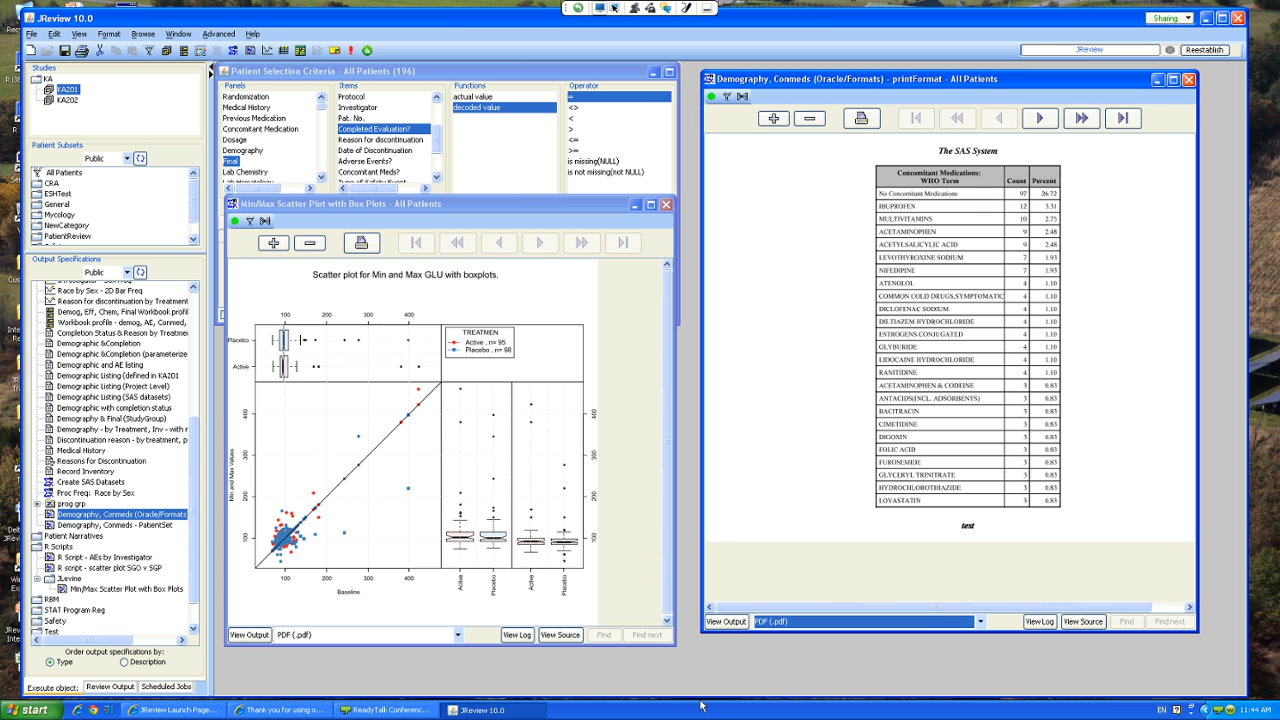 JReview 10.0
Sharing
File Edit View Format Browse Window Advanced Help
JReview
Reestablish
Studies
KA
KA201
KA202
Patient Subsets
Public
All Patients
CRA
ESHTest
General
Mycology
NewCategory
PatientReview
Output Specifications
Public
Race by Sex - 2D Bar Freq
Reason for discontinuation by Treatment
Demog, Eff, Chem, Final Workbook profil
Workbook profile - demog, AE, Conmed,
Completion Status & Reason by Treatme
Demographic &Completion
Demographic &Completion (parameterize
Demographic and AE listing
Demographic Listing (defined in KA201
Demographic Listing (Project Level)
Demographic Listing (SAS datasets)
Demographic with completion status
Demography & Final (StudyGroup)
Demography - by Treatment, Inv - with r
Discontinuation reason - by treatment, p
Medical History
Reasons for Discontinuation
Record Inventory
Create SAS Datasets
Proc Freq: Race by Sex
prog grp
Demography, Conmeds (Oracle/Formats
Demography, Conmeds - PatientSet
Patient Narratives
R Scripts
R Script - AEs by Investigator
R script - scatter plot SGO v SGP
JLevine
Min/Max Scatter Plot with Box Plots
RBM
STAT Program Reg
Safety
Test
Order output specifications by:
Type Description
Execute object: Review Output Scheduled Jobs
Patient Selection Criteria - All Patients (196)
Panels Items Functions Operator
Randomization Protocol actual value =
Medical History Investigator decoded value <>
Previous Medication Pat. No. <
Concomitant Medication Completed Evaluation? >
Dosage Reason for discontinuation <=
Demography Date of Discontinuation >=
Final Adverse Events? is missing(NULL)
Lab Chemistry Concomitant Meds? is not missing(not NULL)
Min/Max Scatter Plot with Box Plots - All Patients
Scatter plot for Min and Max GLU with boxplots.
100 200 300 400
Placebo
Active
TREATMEN
Active , n= 95
Placebo , n= 98
Min and Max Values
400 400
300 300
200 200
100 100
100 200 300 400
Active Placebo Active Placebo
Baseline
View Output PDF (.pdf) View Log View Source Find Find next
Demography, Conmeds (Oracle/Formats) - printFormat - All Patients
The SAS System
Concomitant Medications:
WHO Term Count Percent
No Concomitant Medications 97 26.72
IBUPROFEN 12 3.31
MULTIVITAMINS 10 2.75
ACETAMINOPHEN 9 2.48
ACETYLSALICYLIC ACID 9 2.48
LEVOTHYROXINE SODIUM 7 1.93
NIFEDIPINE 7 1.93
ATENOLOL 4 1.10
COMMON COLD DRUGS,SYMPTOMATIC 4 1.10
DICLOFENAC SODIUM 4 1.10
DILTIAZEM HYDROCHLORIDE 4 1.10
ESTROGENS CONJUGATED 4 1.10
GLYBURIDE 4 1.10
LIDOCAINE HYDROCHLORIDE 4 1.10
RANITIDINE 4 1.10
ACETAMINOPHEN & CODEINE 3 0.83
ANTACIDS(INCL. ADSORBENTS) 3 0.83
BACITRACIN 3 0.83
CIMETIDINE 3 0.83
DIGOXIN 3 0.83
FOLIC ACID 3 0.83
FUROSEMIDE 3 0.83
GLYCERYL TRINITRATE 3 0.83
HYDROCHLOROTHIAZIDE 3 0.83
LOVASTATIN 3 0.83
test
View Output PDF (.pdf) View Log View Source Find Find next
start JReview Launch Page... Thank you for using o... ReadyTalk Conferenc... JReview 10.0 EN 11:44 AM